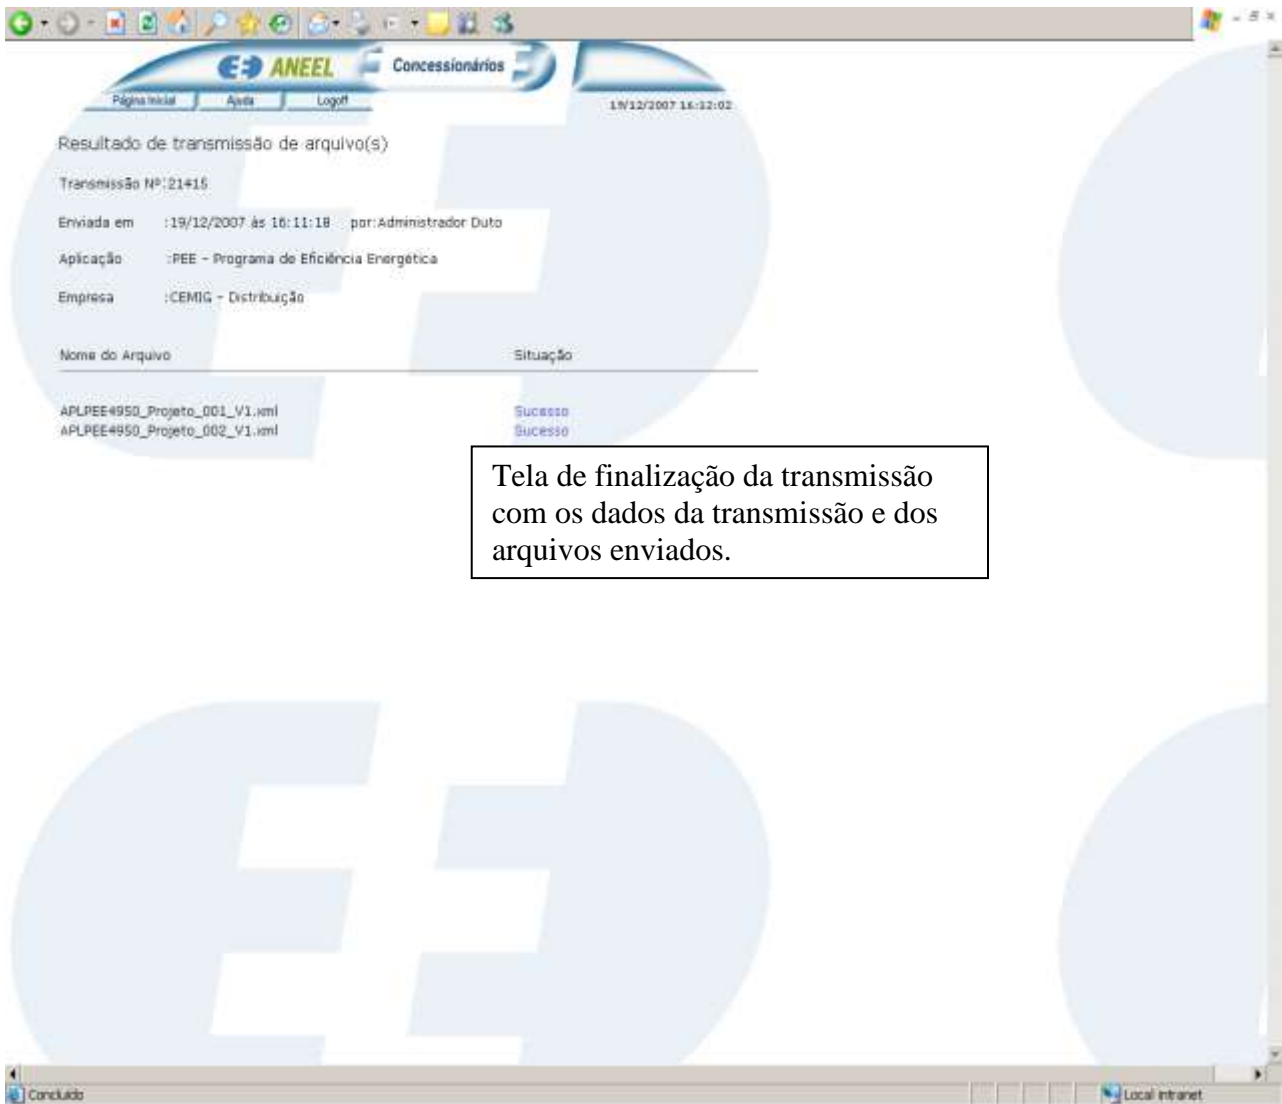 ANEEL
Concessionários
Página Inicial
Ajuda
Logoff
19/12/2007 16:12:02
Resultado de transmissão de arquivo(s)
Transmissão Nº:21415
Enviada em :19/12/2007 às 16:11:18 por:Administrador Duto
Aplicação :PEE - Programa de Eficiência Energética
Empresa :CEMIG - Distribuição
Nome do Arquivo Situação
APLPEE4950_Projeto_001_V1.xml Sucesso
APLPEE4950_Projeto_002_V1.xml Sucesso
Tela de finalização da transmissão
com os dados da transmissão e dos
arquivos enviados.
Concluído
Local intranet